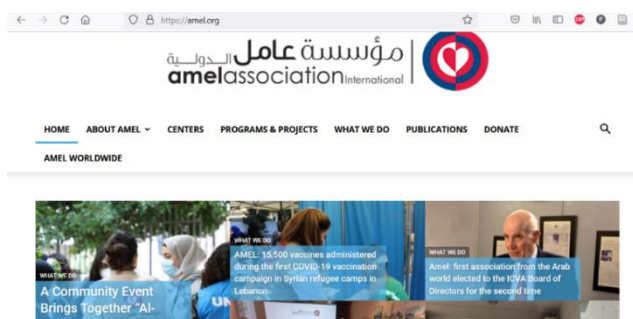 https://amel.org
مؤسسة عامل الدولية
amelassociation International
HOME ABOUT AMEL CENTERS PROGRAMS & PROJECTS WHAT WE DO PUBLICATIONS DONATE
AMEL WORLDWIDE
WHAT WE DO
A Community Event
Brings Together "Al-
WHAT WE DO
AMEL: 15,500 vaccines administered
during the first COVID-19 vaccination
campaign in Syrian refugee camps in
Lebanon
WHAT WE DO
Amel: first association from the Arab
world elected to the ICVA Board of
Directors for the second time
UN